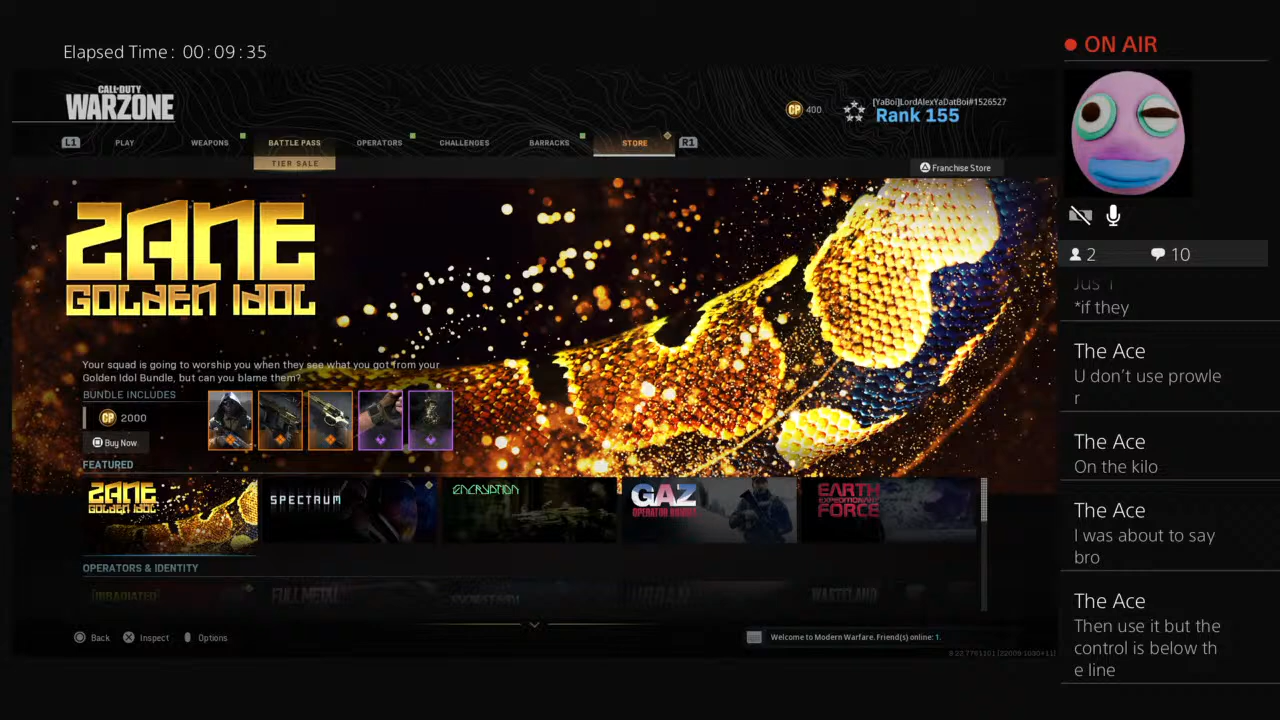 Elapsed Time: 00:09:35
ON AIR
CALL OF DUTY
WARZONE
CP 400
[YaBoi]LordAlexYaDatBoi#1526527
Rank 155
L1 PLAY WEAPONS BATTLE PASS OPERATORS CHALLENGES BARRACKS STORE R1
TIER SALE
Franchise Store
ZANE
GOLDEN IDOL
Your squad is going to worship you when they see what you got from your
Golden Idol Bundle, but can you blame them?
BUNDLE INCLUDES
CP 2000
Buy Now
FEATURED
ZANE
GOLDEN IDOL
SPECTRUM
ENCRYPTION
GAZ
OPERATOR BUNDLE
EARTH
EXPEDITIONARY
FORCE
OPERATORS & IDENTITY
IRRADIATED
FULL METAL
URBAN
WASTELAND
Back Inspect Options
Welcome to Modern Warfare. Friend(s) online: 1.
2 10
*if they
The Ace
U don't use prowle
r
The Ace
On the kilo
The Ace
I was about to say
bro
The Ace
Then use it but the
control is below th
e line